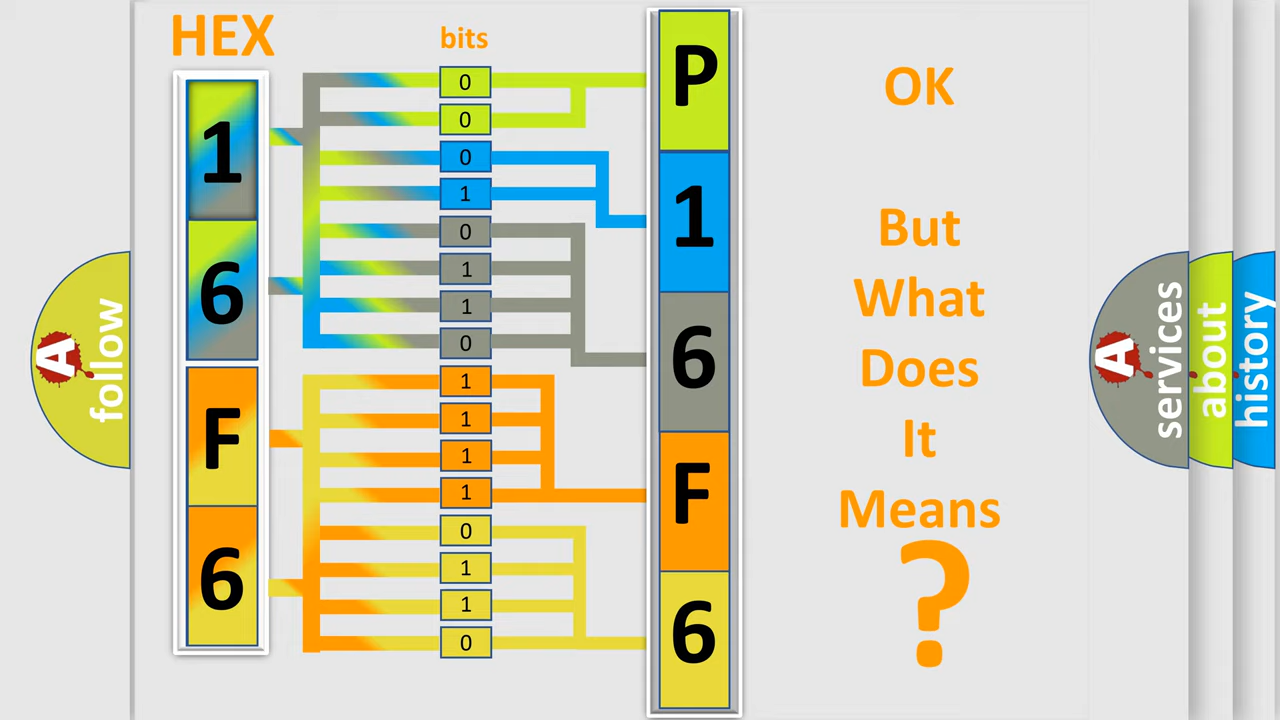 HEX
bits
1
6
F
6
0
0
0
1
0
1
1
0
1
1
1
1
0
1
1
0
P
1
6
F
6
OK
But
What
Does
It
Means
?
A
follow
A
services
about
history